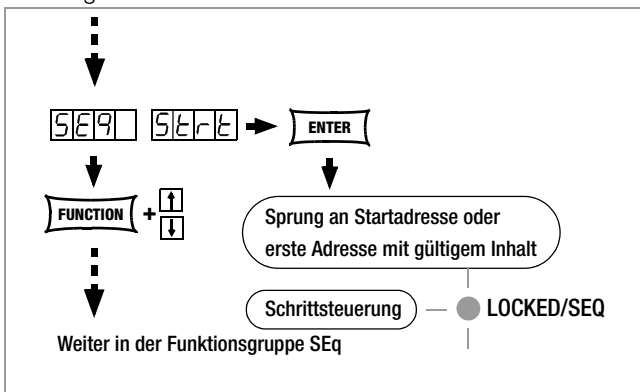 SEq Strt ENTER
FUNCTION +
Sprung an Startadresse oder
erste Adresse mit gültigem Inhalt
Schrittsteuerung LOCKED/SEQ
Weiter in der Funktionsgruppe SEq